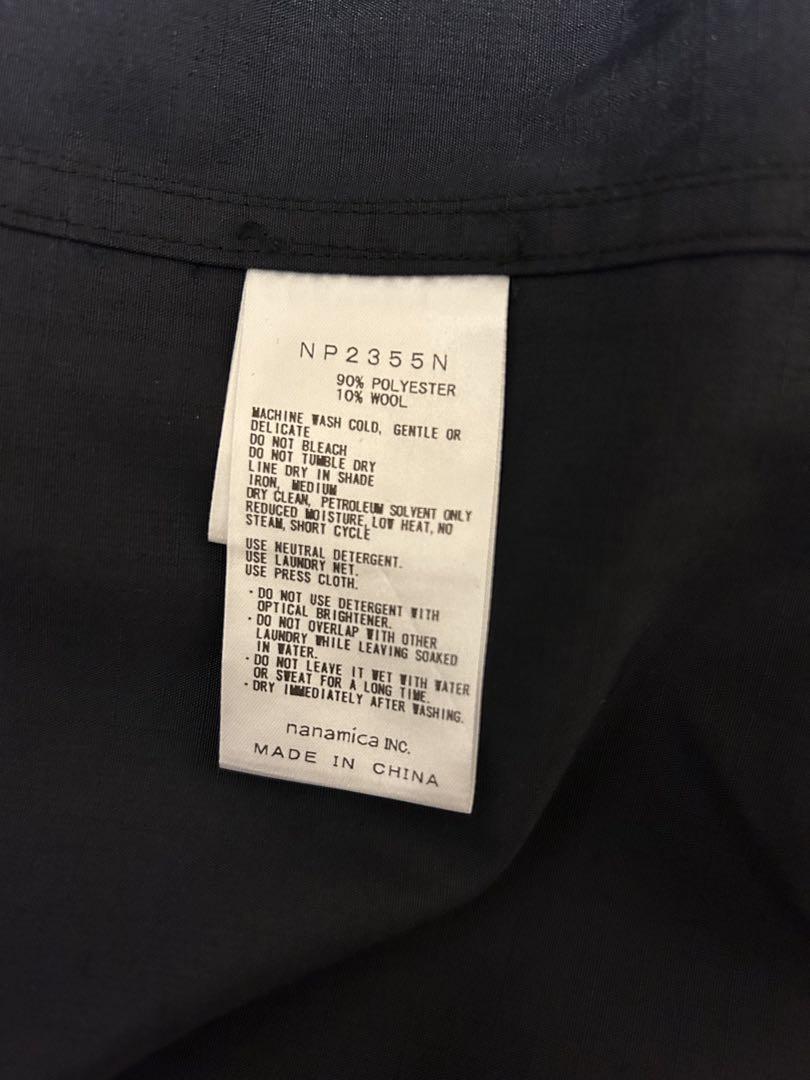 NP2355N
90% POLYESTER
10% WOOL
MACHINE WASH COLD, GENTLE OR
DELICATE
DO NOT BLEACH
DO NOT TUMBLE DRY
LINE DRY IN SHADE
IRON, MEDIUM
DRY CLEAN, PETROLEUM SOLVENT ONLY
REDUCED MOISTURE, LOW HEAT, NO
STEAM, SHORT CYCLE
USE NEUTRAL DETERGENT.
USE LAUNDRY NET.
USE PRESS CLOTH.
・DO NOT USE DETERGENT WITH
OPTICAL BRIGHTENER.
・DO NOT OVERLAP WITH OTHER
LAUNDRY WHILE LEAVING SOAKED
IN WATER.
・DO NOT LEAVE IT WET WITH WATER
OR SWEAT FOR A LONG TIME.
・DRY IMMEDIATELY AFTER WASHING.
nanamica INC.
MADE IN CHINA